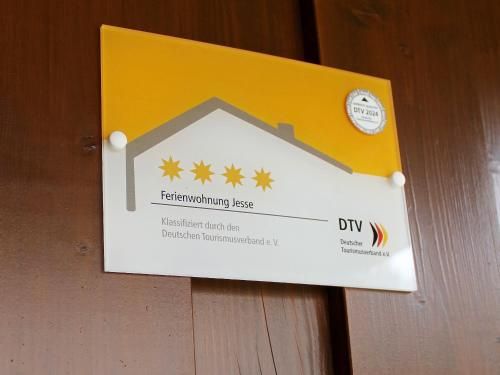 DTV 2024
Ferienwohnung Jesse
Klassifiziert durch den
Deutschen Tourismusverband e. V.
DTV
Deutscher
Tourismusverband e.V.